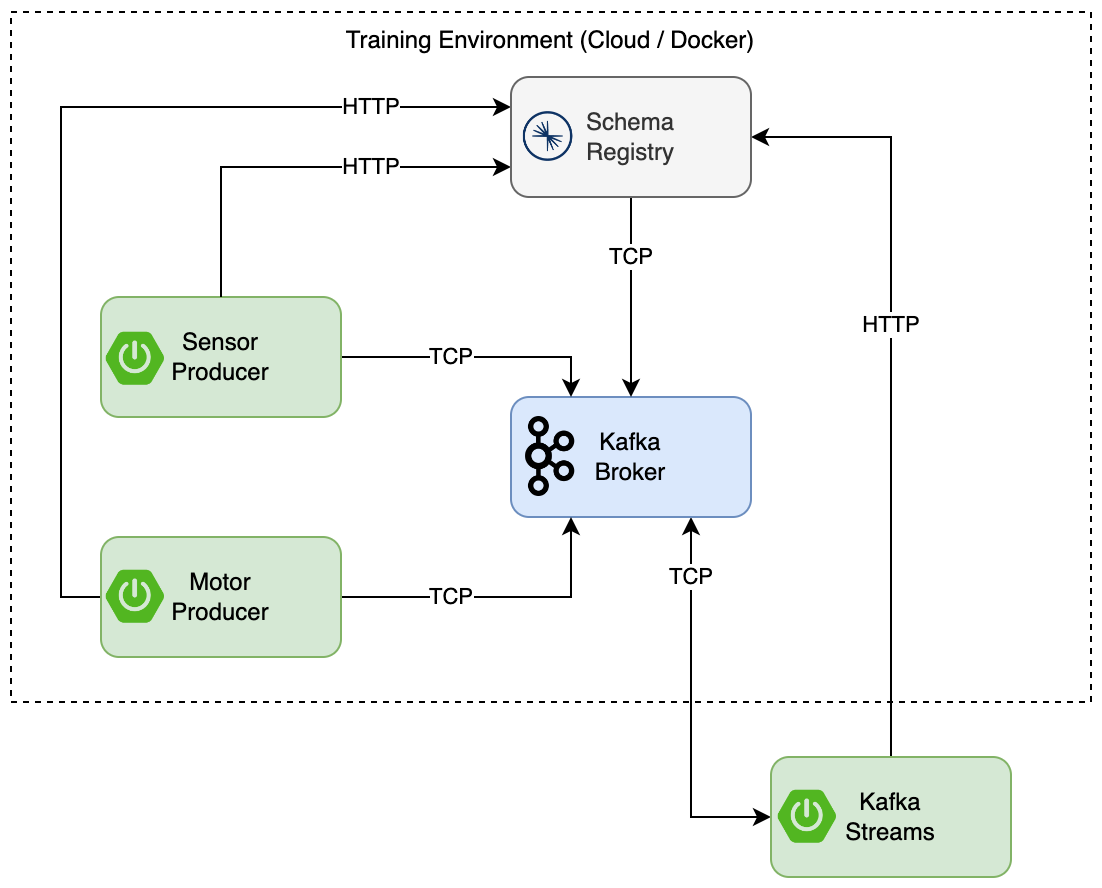 Training Environment (Cloud / Docker)
HTTP
Schema
Registry
HTTP
TCP
HTTP
Sensor
Producer
TCP
Kafka
Broker
TCP
Motor
Producer
TCP
Kafka
Streams